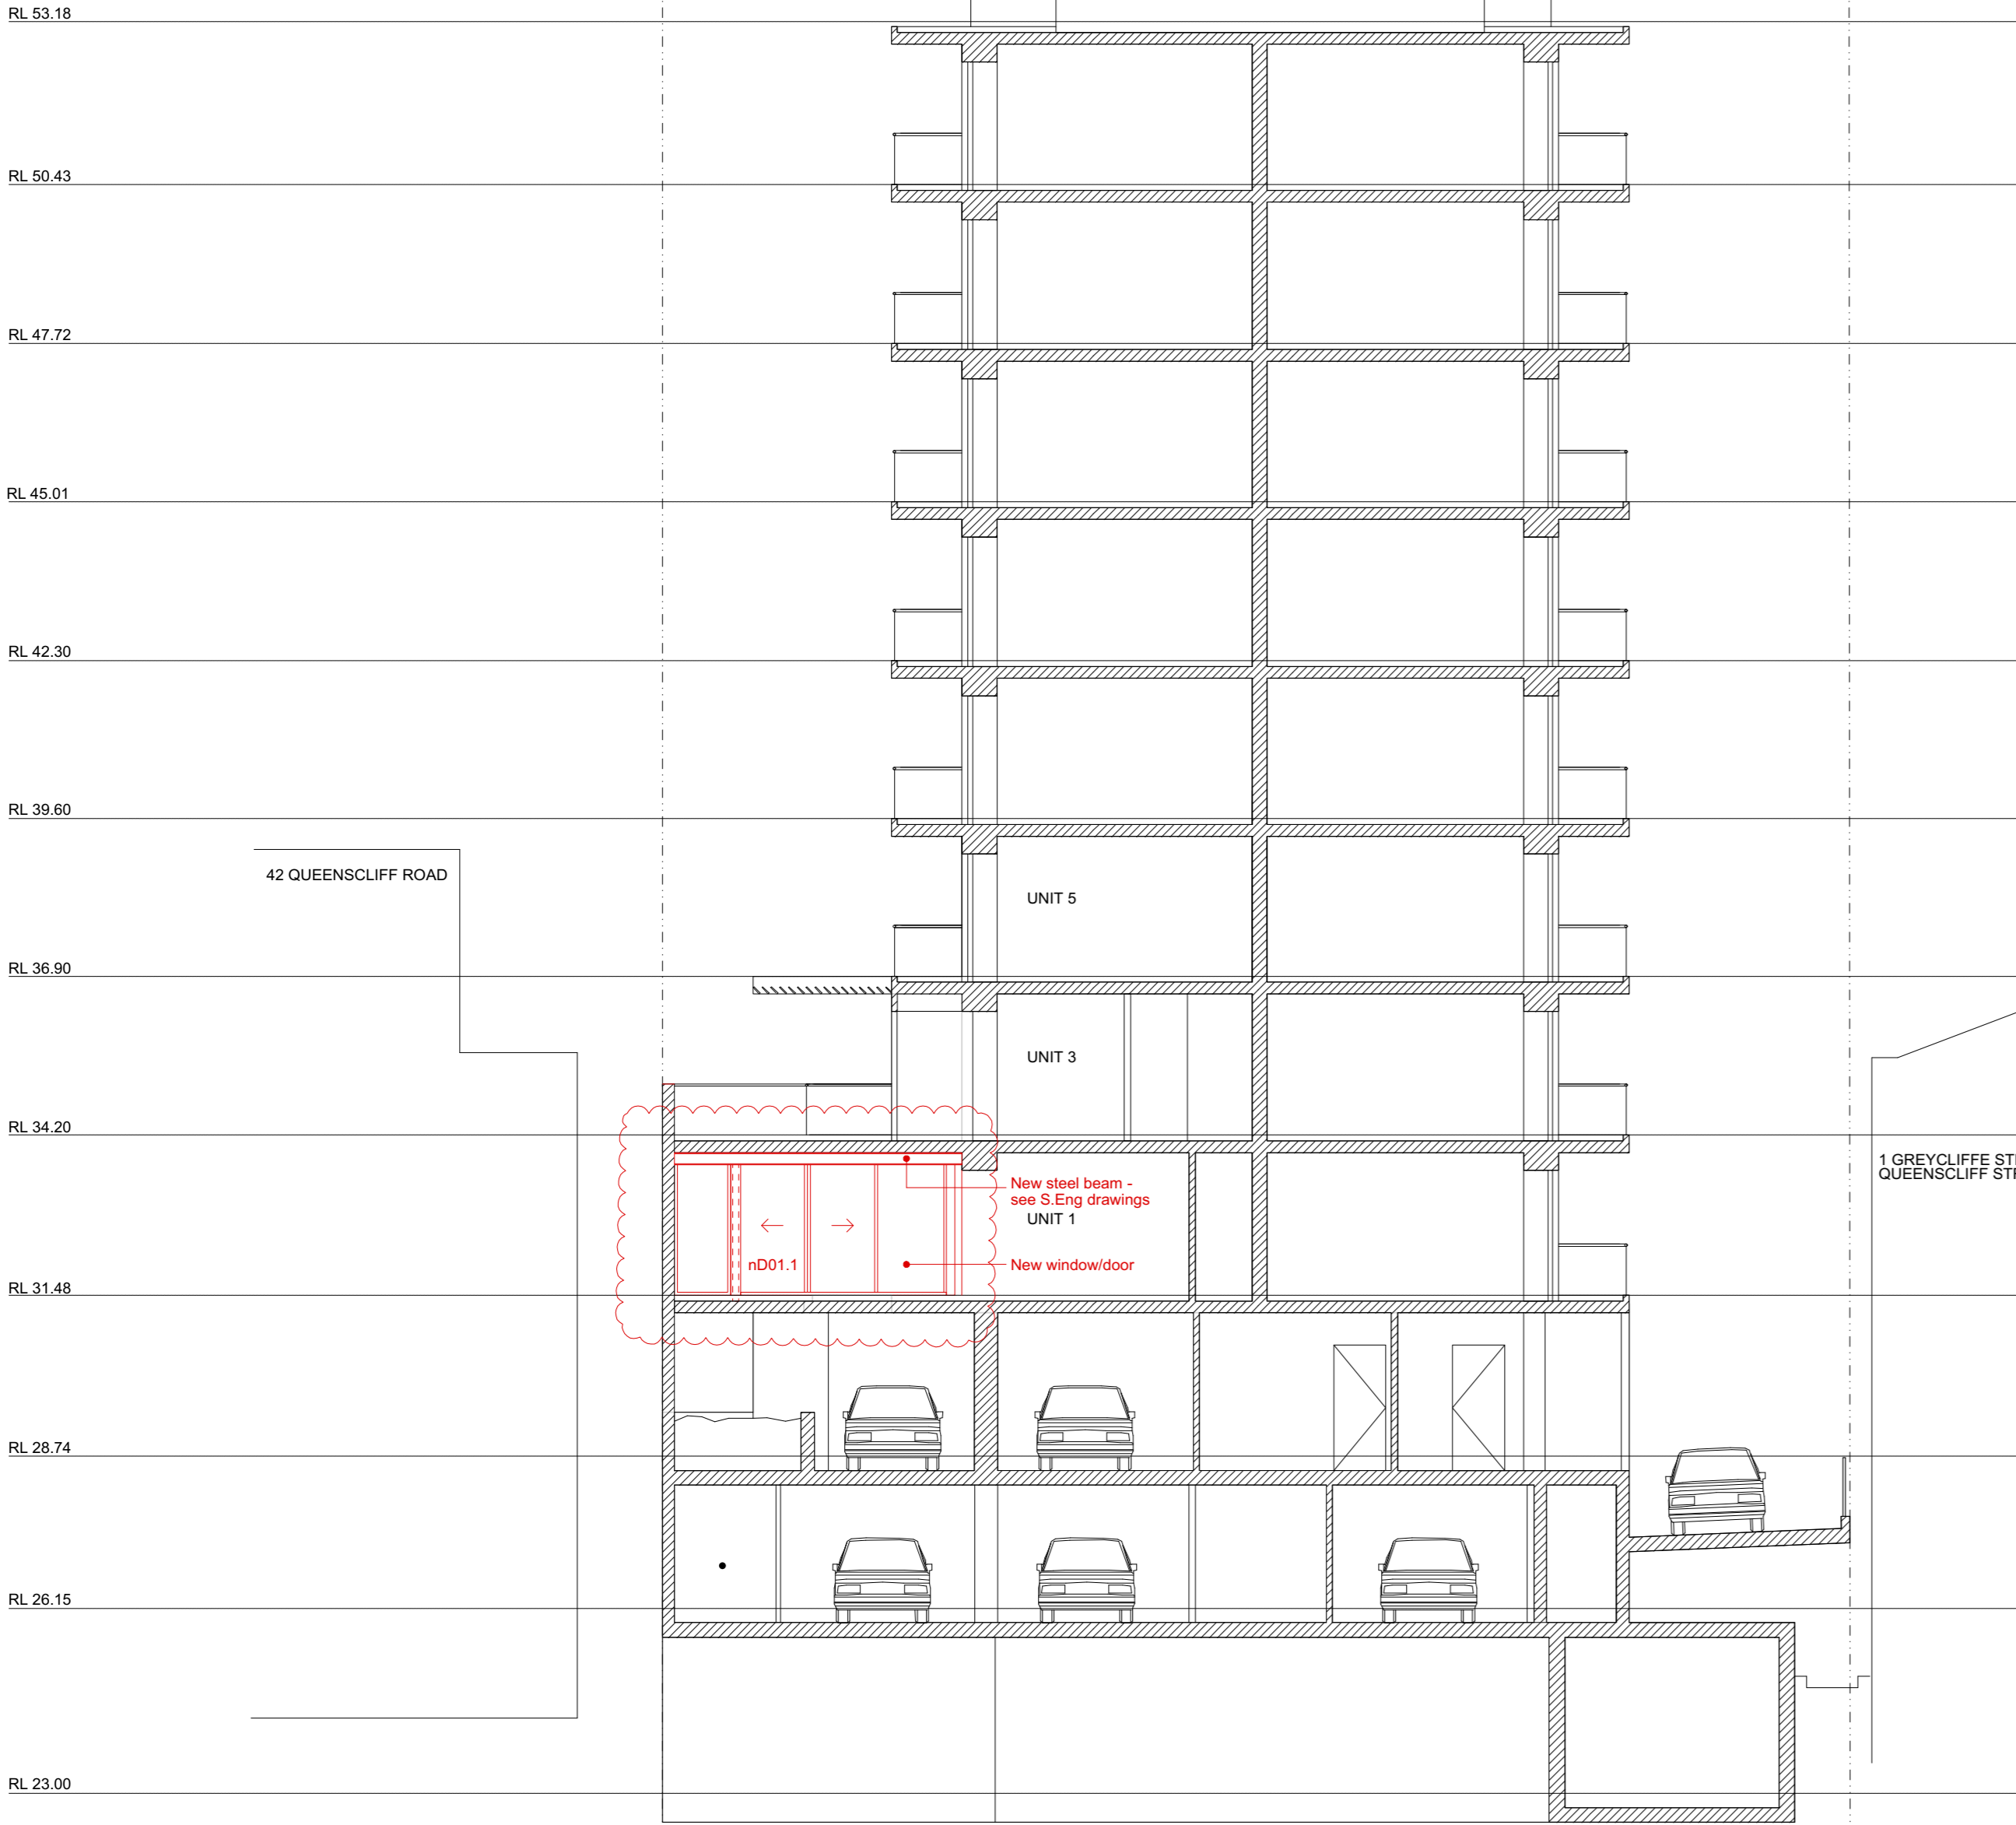 RL 53.18
RL 50.43
RL 47.72
RL 45.01
RL 42.30
RL 39.60
42 QUEENSCLIFF ROAD
UNIT 5
RL 36.90
UNIT 3
RL 34.20
1 GREYCLIFFE
QUEENSCLIFF
New steel beam -
see S.Eng drawings
UNIT 1
nD01.1
New window/door
RL 31.48
RL 28.74
RL 26.15
RL 23.00